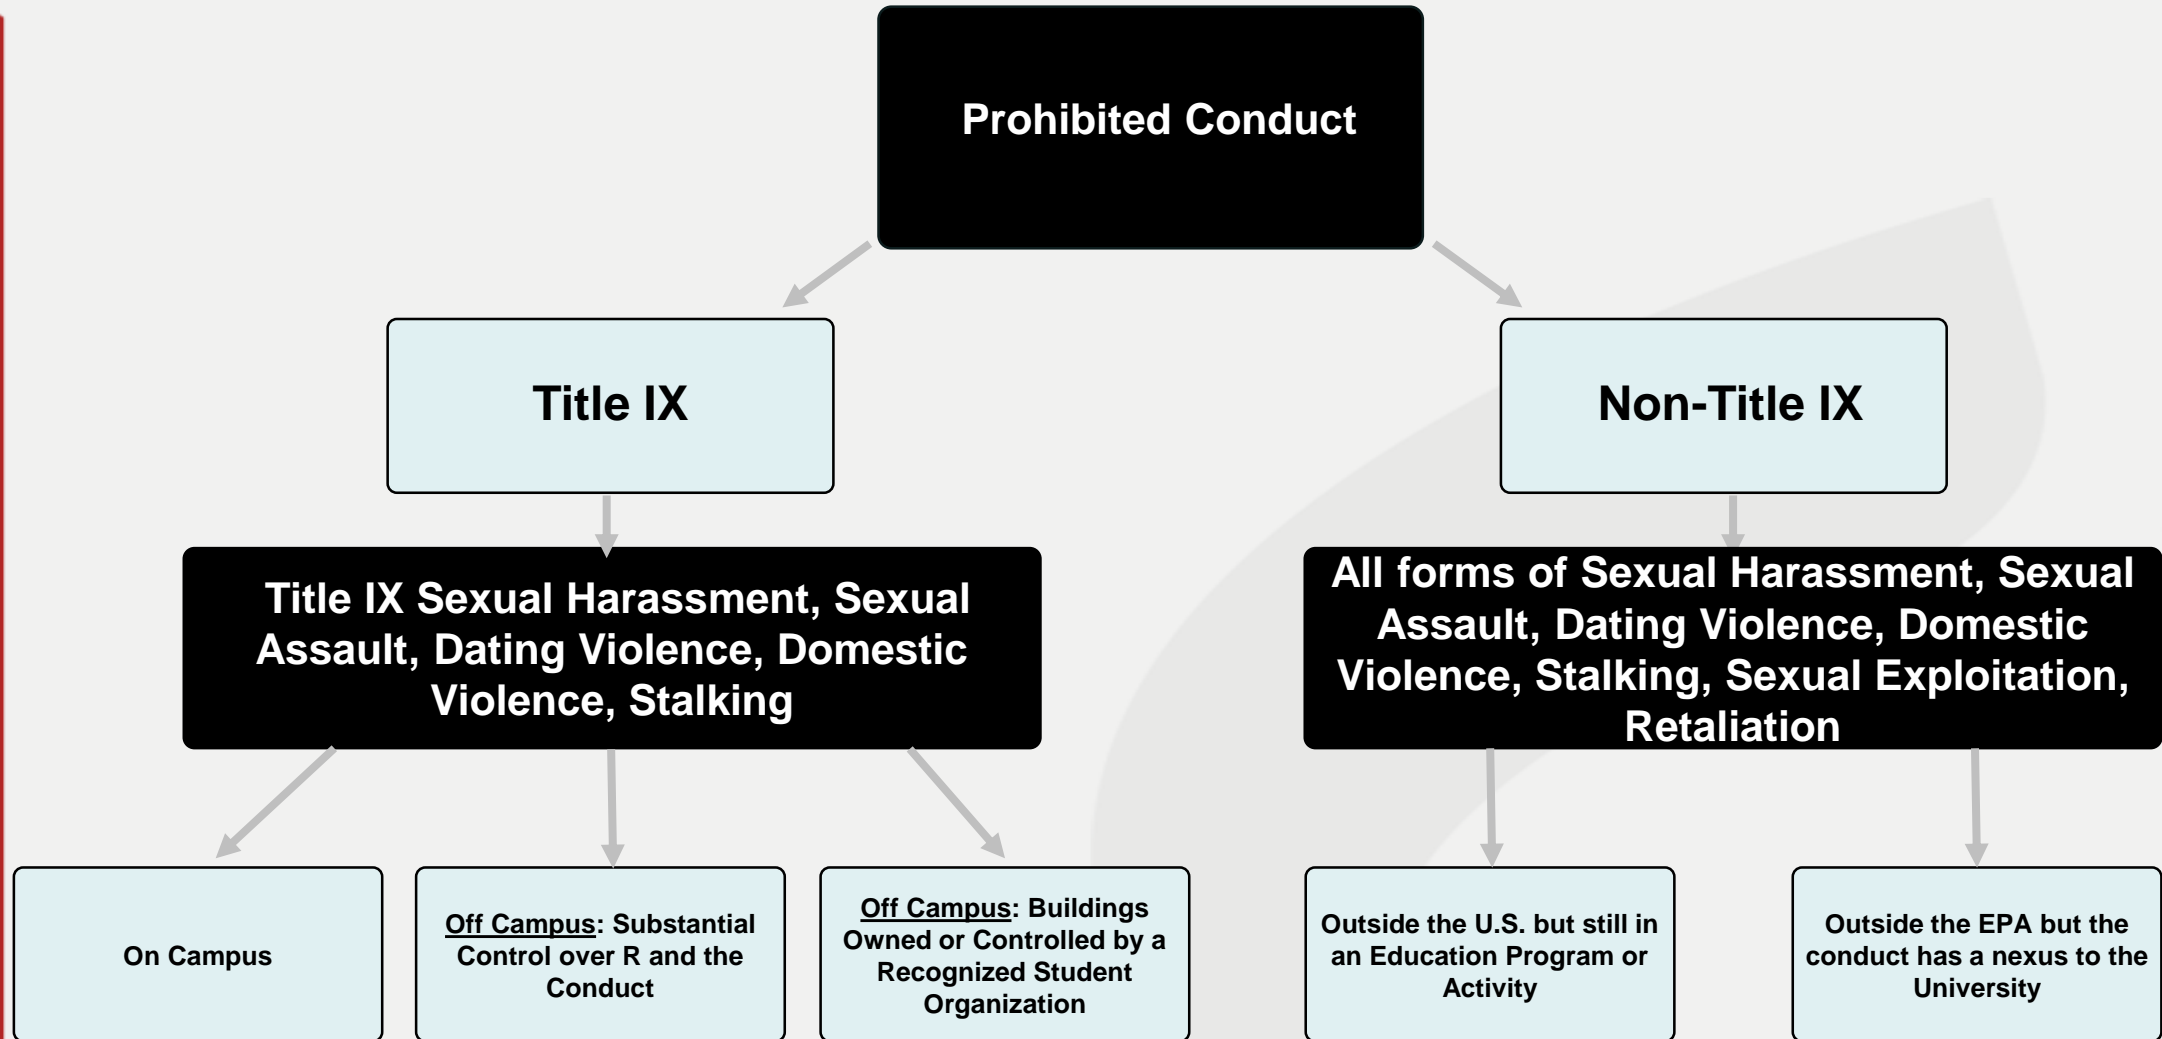 Prohibited Conduct
Title IX
Non-Title IX
Title IX Sexual Harassment, Sexual
Assault, Dating Violence, Domestic
Violence, Stalking
All forms of Sexual Harassment, Sexual
Assault, Dating Violence, Domestic
Violence, Stalking, Sexual Exploitation,
Retaliation
On Campus
Off Campus: Substantial
Control over R and the
Conduct
Off Campus: Buildings
Owned or Controlled by a
Recognized Student
Organization
Outside the U.S. but still in
an Education Program or
Activity
Outside the EPA but the
conduct has a nexus to the
University